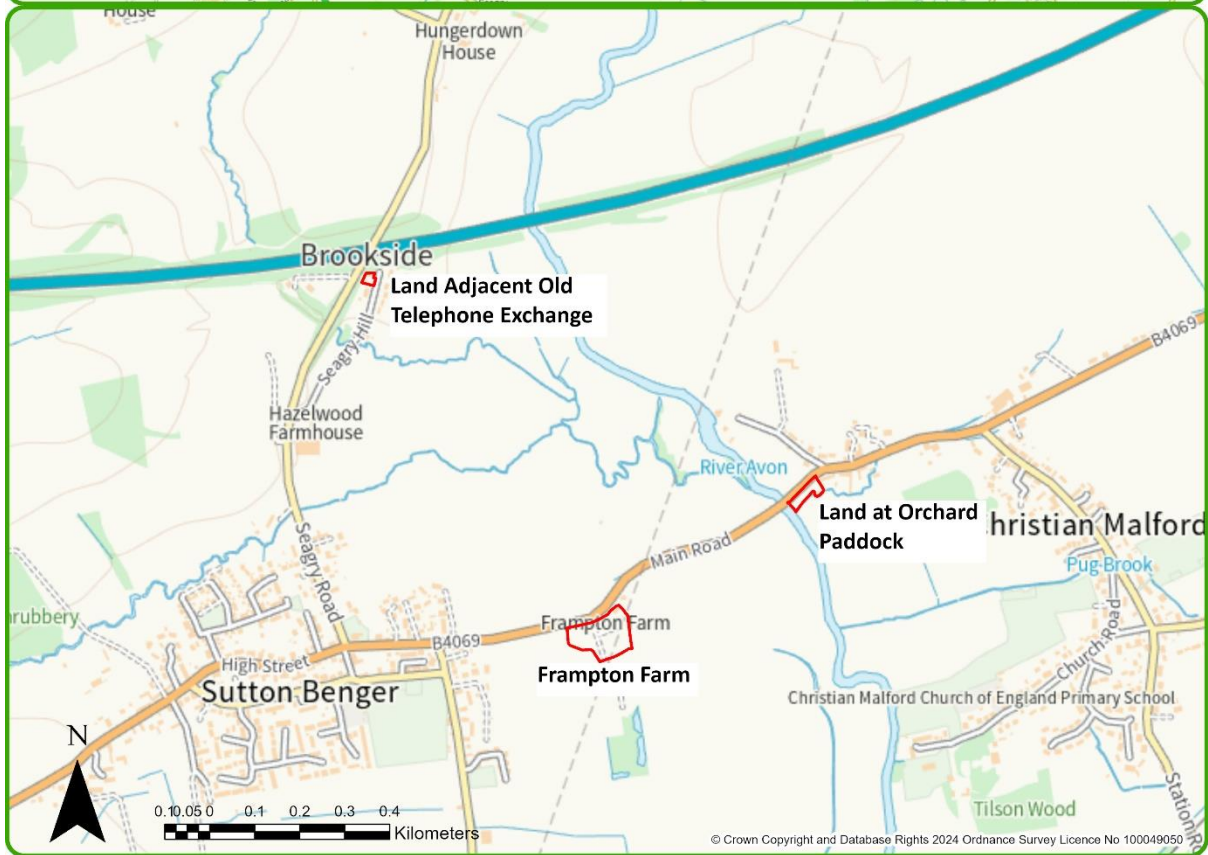 House
Hungerdown
House
Brookside
Land Adjacent Old
Telephone Exchange
Seagry Hill
B4069
Hazelwood
Farmhouse
River Avon
Land at Orchard
Paddock
hristian Malford
Seagry Road
Main Road
Pug Brook
rubbery
Frampton Farm
B4069
High Street
Church Road
Frampton Farm
Sutton Benger
Christian Malford Church of England Primary School
N
Station Ro
Tilson Wood
0.1 0.05 0 0.1 0.2 0.3 0.4
Kilometers
© Crown Copyright and Database Rights 2024 Ordnance Survey Licence No 100049050